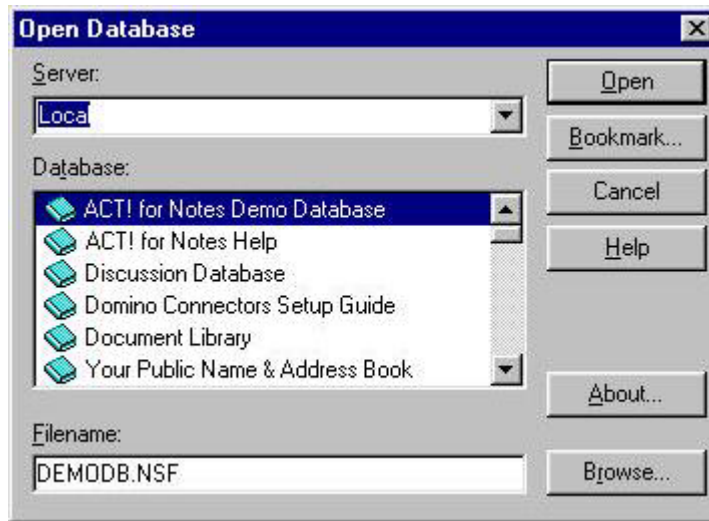 Open Database
Server:
Local
Database:
ACT! for Notes Demo Database
ACT! for Notes Help
Discussion Database
Domino Connectors Setup Guide
Document Library
Your Public Name & Address Book
Filename:
DEMODB.NSF
Open
Bookmark...
Cancel
Help
About...
Browse...